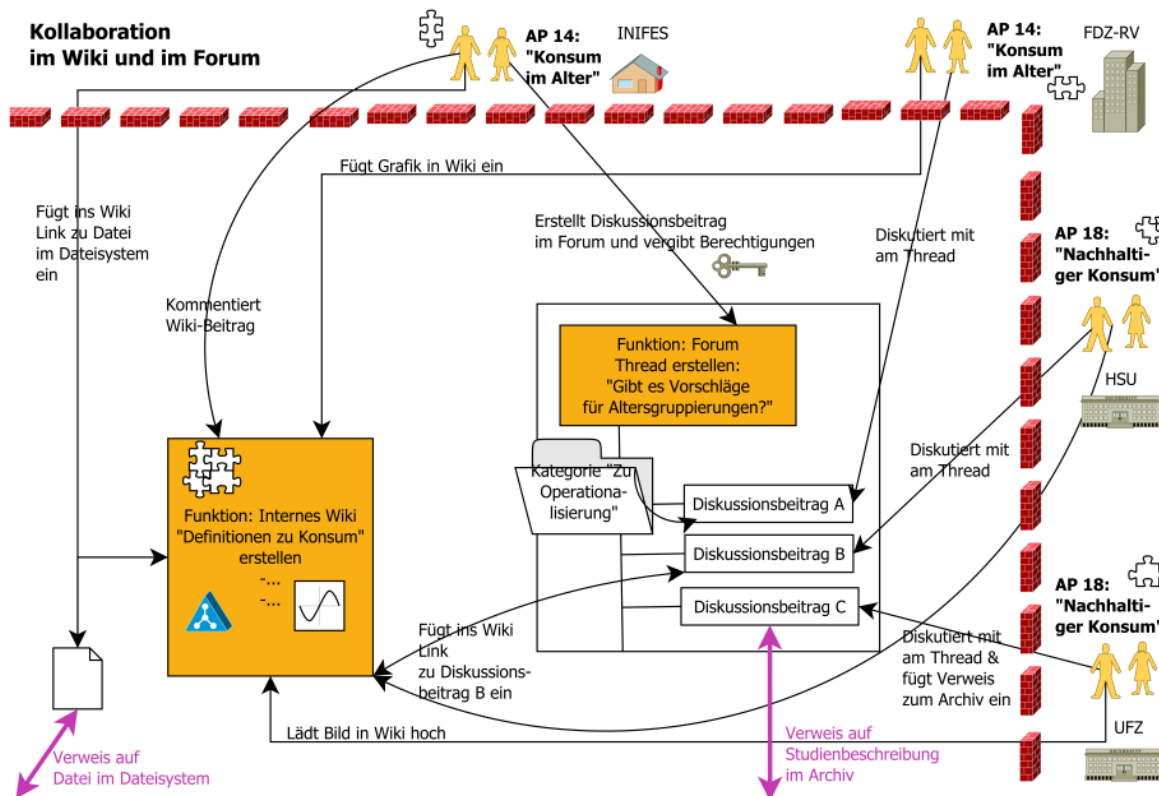 Kollaboration
im Wiki und im Forum
AP 14:
"Konsum
im Alter"
INIFES
AP 14:
"Konsum
im Alter"
FDZ-RV
Fügt Grafik in Wiki ein
Fügt ins Wiki
Link zu Datei
im Dateisystem
ein
Erstellt Diskussionsbeitrag
im Forum und vergibt Berechtigungen
Diskutiert mit
am Thread
AP 18:
"Nachhalti-
ger Konsum"
HSU
Kommentiert
Wiki-Beitrag
Funktion: Forum
Thread erstellen:
"Gibt es Vorschläge
für Altersgruppierungen?"
Diskutiert mit
am Thread
Kategorie "Zu
Operationa-
lisierung"
Diskussionsbeitrag A
Diskussionsbeitrag B
Diskussionsbeitrag C
Funktion: Internes Wiki
"Definitionen zu Konsum"
erstellen
-...
-...
AP 18:
"Nachhalti-
ger Konsum"
Fügt ins Wiki
Link
zu Diskussions-
beitrag B ein
Diskutiert mit
am Thread &
fügt Verweis
zum Archiv ein
UFZ
Lädt Bild in Wiki hoch
Verweis auf
Datei im Dateisystem
Verweis auf
Studienbeschreibung
im Archiv